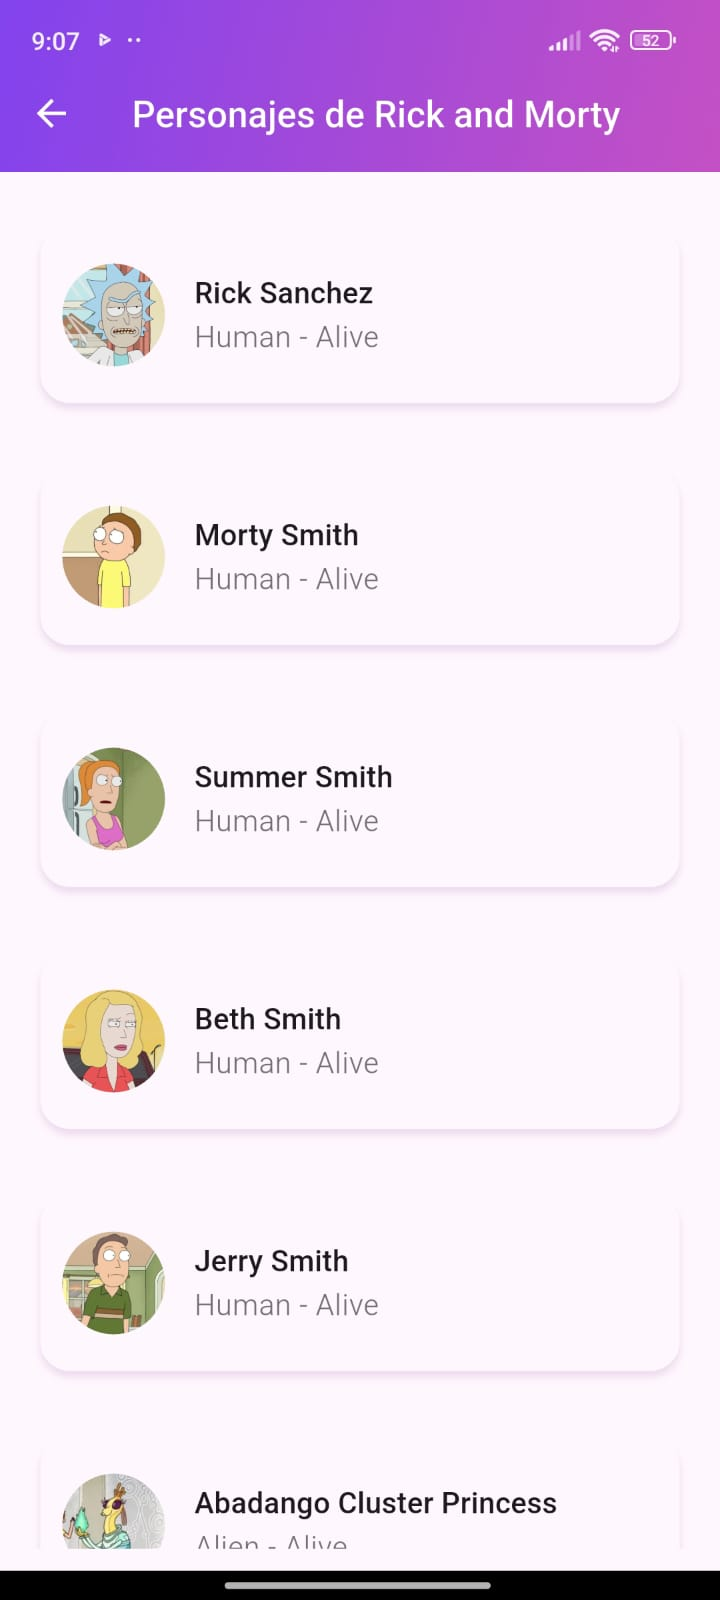 9:07
52
Personajes de Rick and Morty
Rick Sanchez
Human - Alive
Morty Smith
Human - Alive
Summer Smith
Human - Alive
Beth Smith
Human - Alive
Jerry Smith
Human - Alive
Abadango Cluster Princess
Alien - Alive